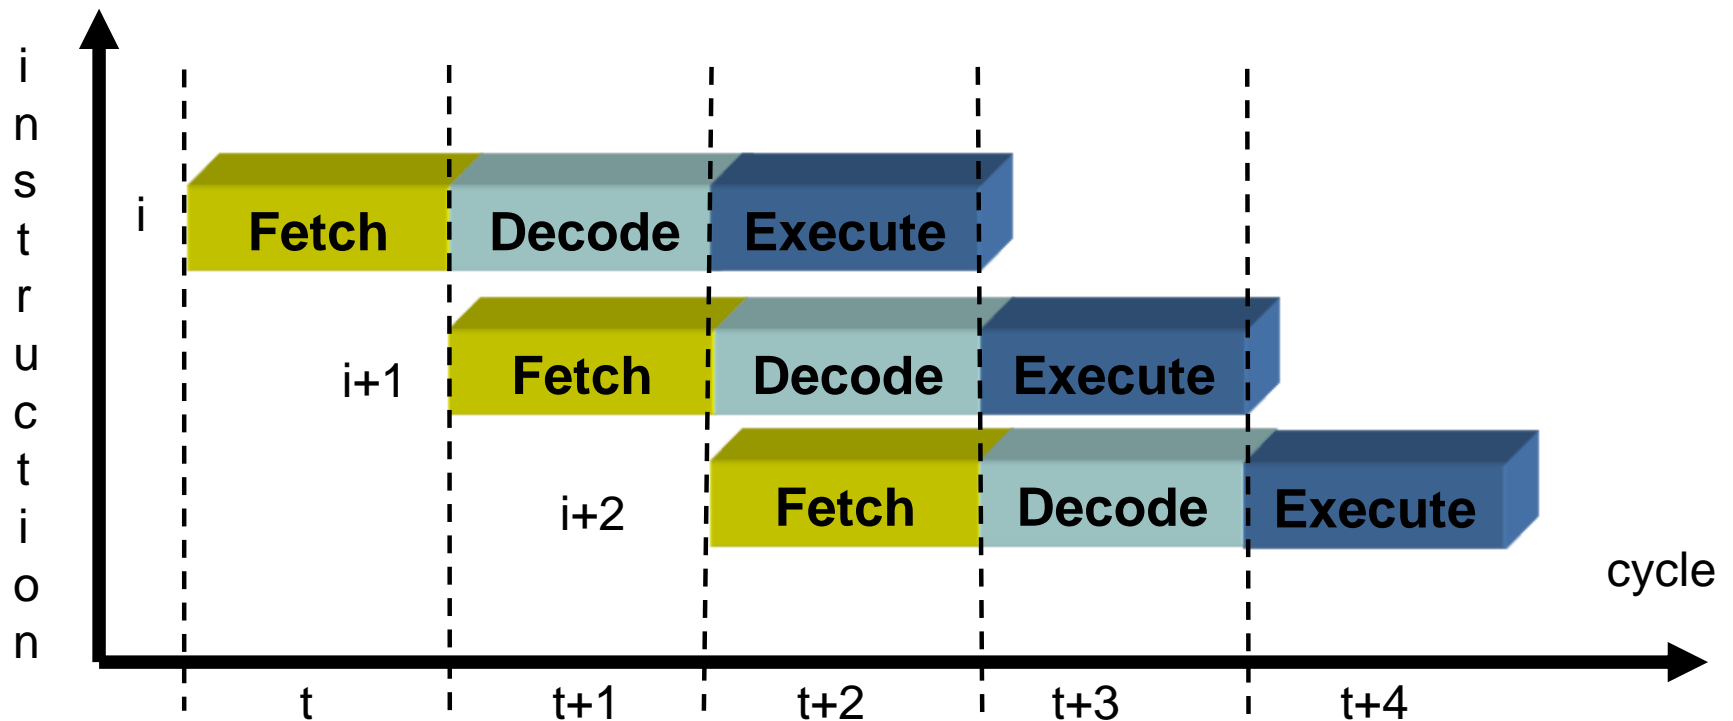 instruction
i Fetch Decode Execute
i+1 Fetch Decode Execute
i+2 Fetch Decode Execute
cycle
t t+1 t+2 t+3 t+4